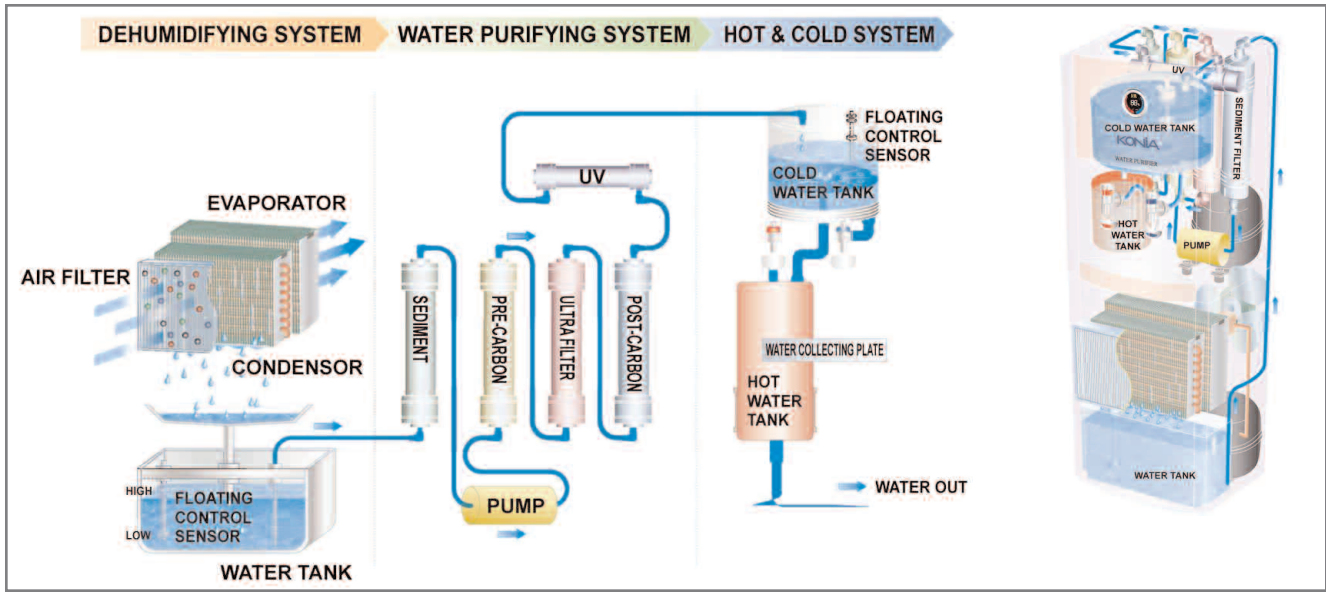 DEHUMIDIFYING SYSTEM
WATER PURIFYING SYSTEM
HOT & COLD SYSTEM
EVAPORATOR
AIR FILTER
CONDENSOR
HIGH
LOW
FLOATING
CONTROL
SENSOR
WATER TANK
SEDIMENT
PRE-CARBON
ULTRA FILTER
POST-CARBON
UV
PUMP
FLOATING
CONTROL
SENSOR
COLD
WATER TANK
WATER COLLECTING PLATE
HOT
WATER
TANK
WATER OUT
UV
COLD WATER TANK
KONIA
WATER PURIFIER
SEDIMENT FILTER
HOT
WATER
TANK
PUMP
WATER TANK